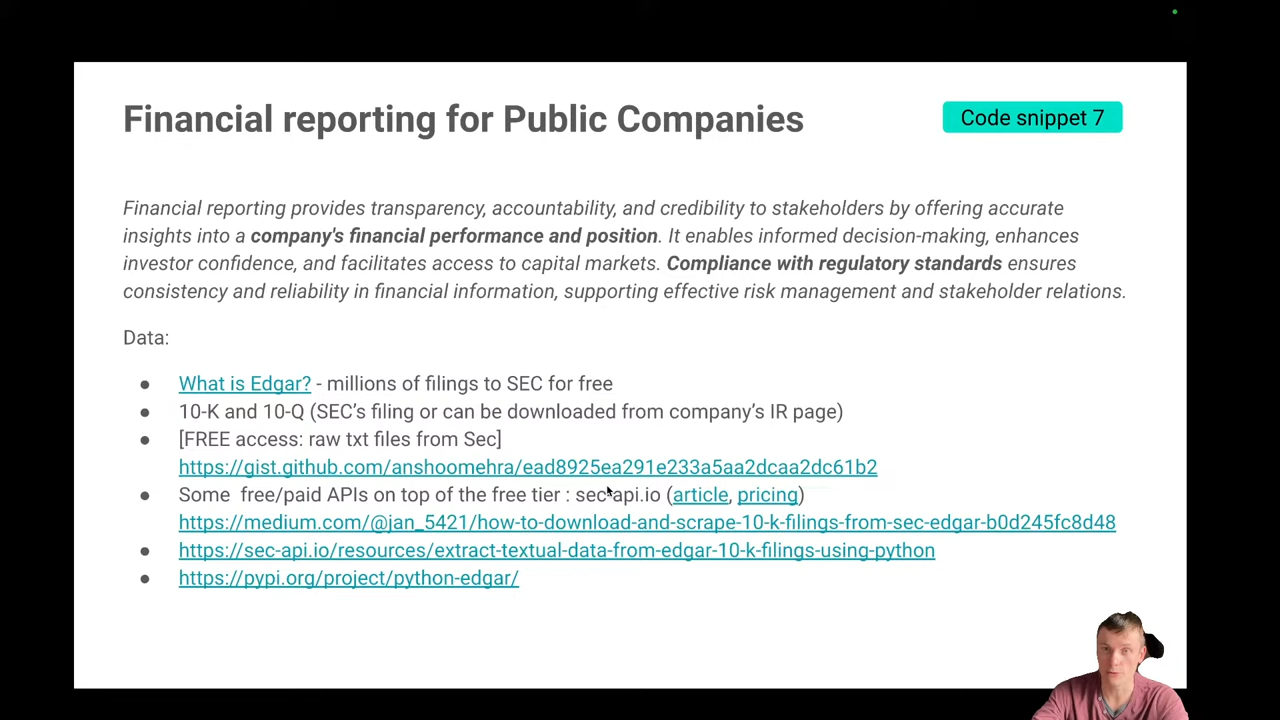 Financial reporting for Public Companies
Code snippet 7
Financial reporting provides transparency, accountability, and credibility to stakeholders by offering accurate
insights into a company's financial performance and position. It enables informed decision-making, enhances
investor confidence, and facilitates access to capital markets. Compliance with regulatory standards ensures
consistency and reliability in financial information, supporting effective risk management and stakeholder relations.
Data:
● What is Edgar? - millions of filings to SEC for free
● 10-K and 10-Q (SEC’s filing or can be downloaded from company’s IR page)
● [FREE access: raw txt files from Sec]
https://gist.github.com/anshoomehra/ead8925ea291e233a5aa2dcaa2dc61b2
● Some  free/paid APIs on top of the free tier : sec-api.io (article, pricing)
https://medium.com/@jan_5421/how-to-download-and-scrape-10-k-filings-from-sec-edgar-b0d245fc8d48
● https://sec-api.io/resources/extract-textual-data-from-edgar-10-k-filings-using-python
● https://pypi.org/project/python-edgar/